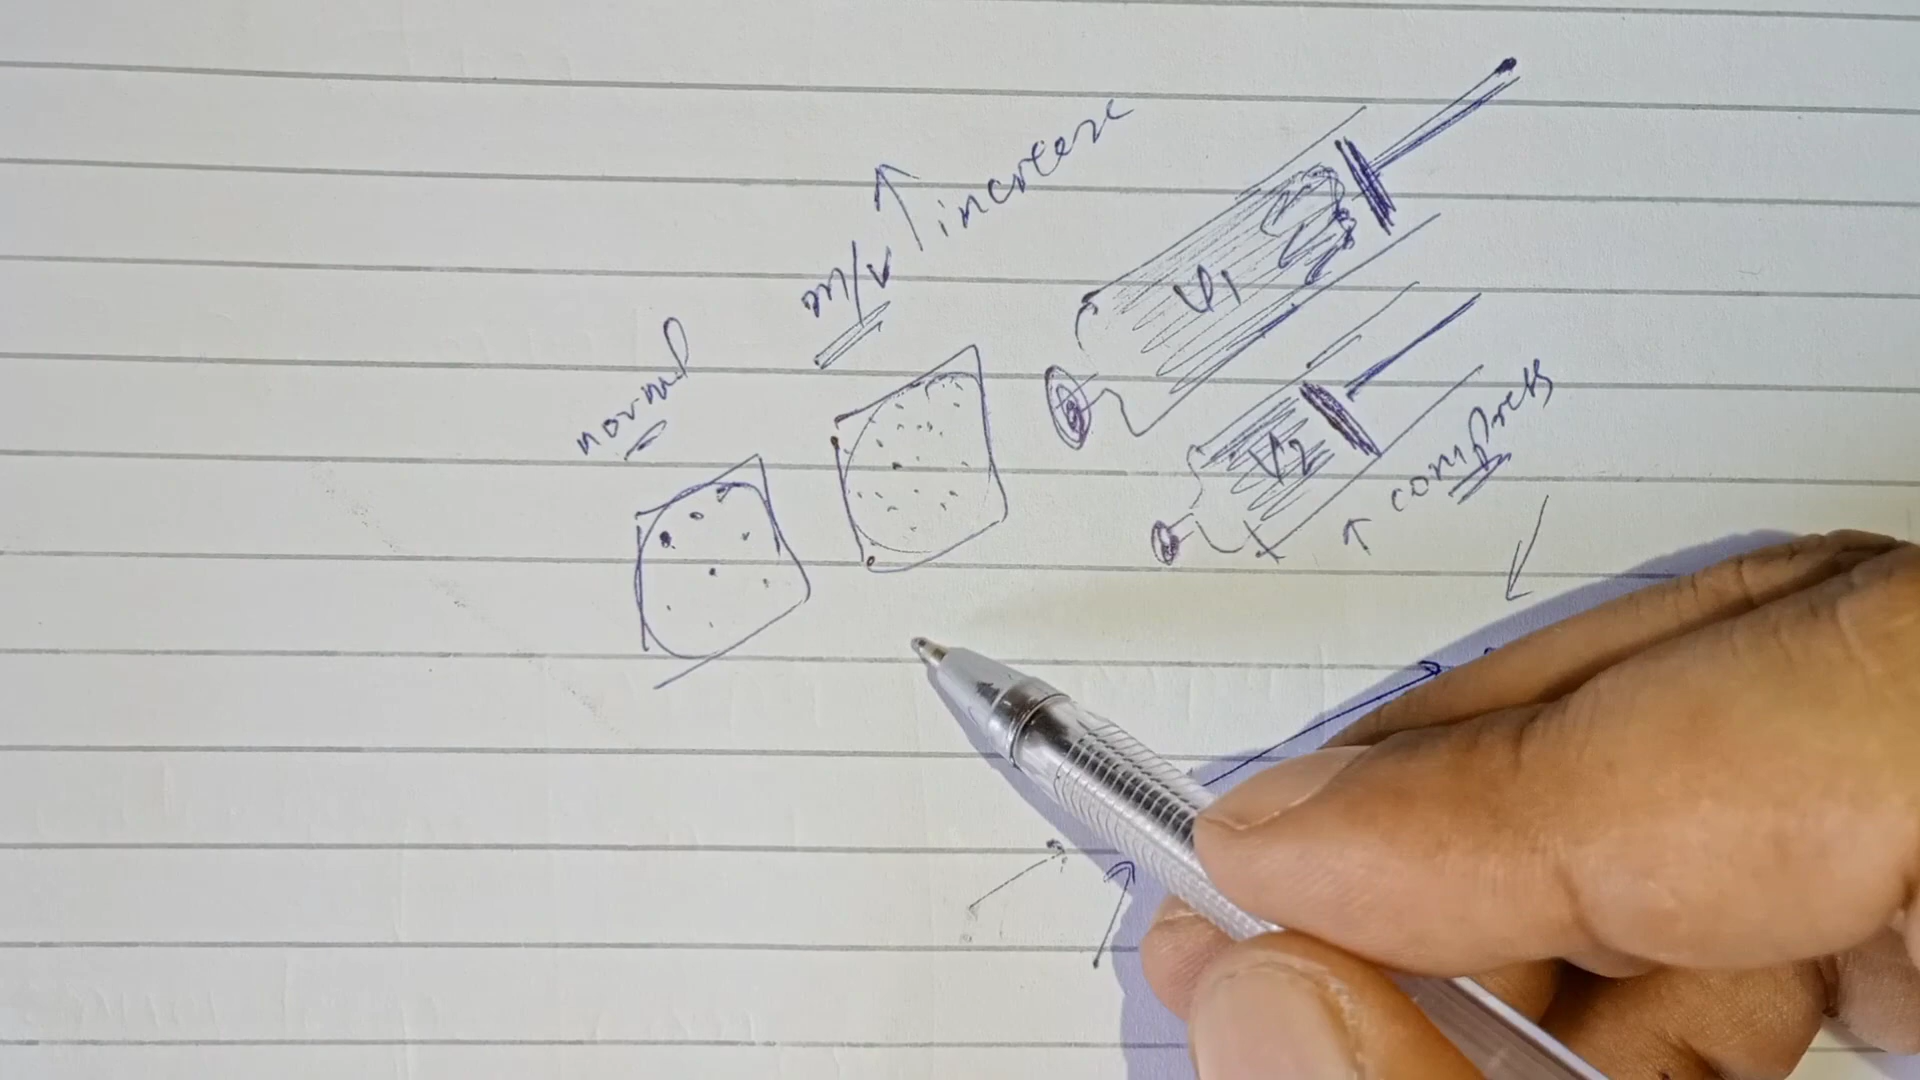 normal
m/v ↑ increase
V1
V2
compress